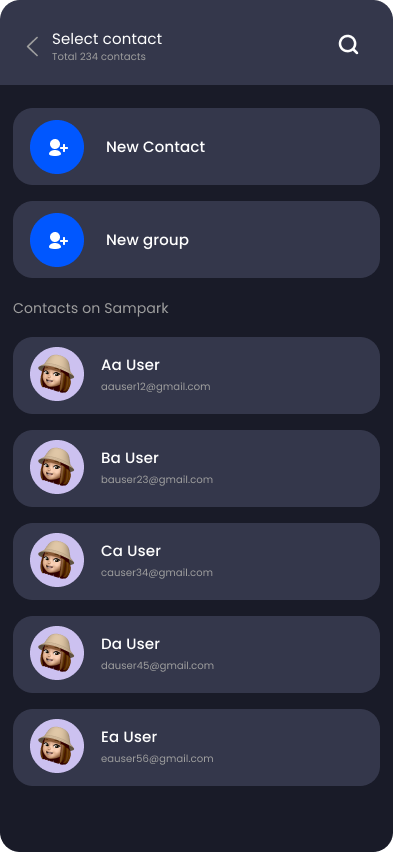 Select contact
Total 234 contacts
New Contact
New group
Contacts on Sampark
Aa User
aauser12@gmail.com
Ba User
bauser23@gmail.com
Ca User
causer34@gmail.com
Da User
dauser45@gmail.com
Ea User
eauser56@gmail.com